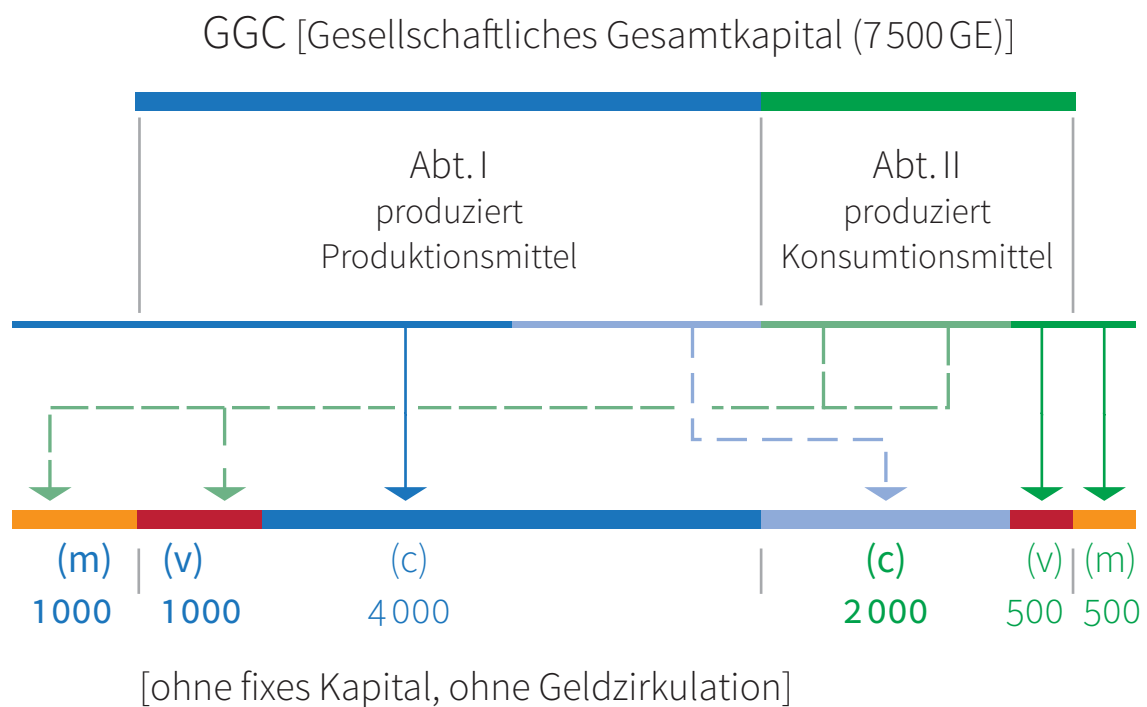 GGC [Gesellschaftliches Gesamtkapital (7 500 GE)]
Abt. I
produziert
Produktionsmittel
Abt. II
produziert
Konsumtionsmittel
(m) (v) (c) (c) (v) (m)
1000 1000 4 000 2 000 500 500
[ohne fixes Kapital, ohne Geldzirkulation]